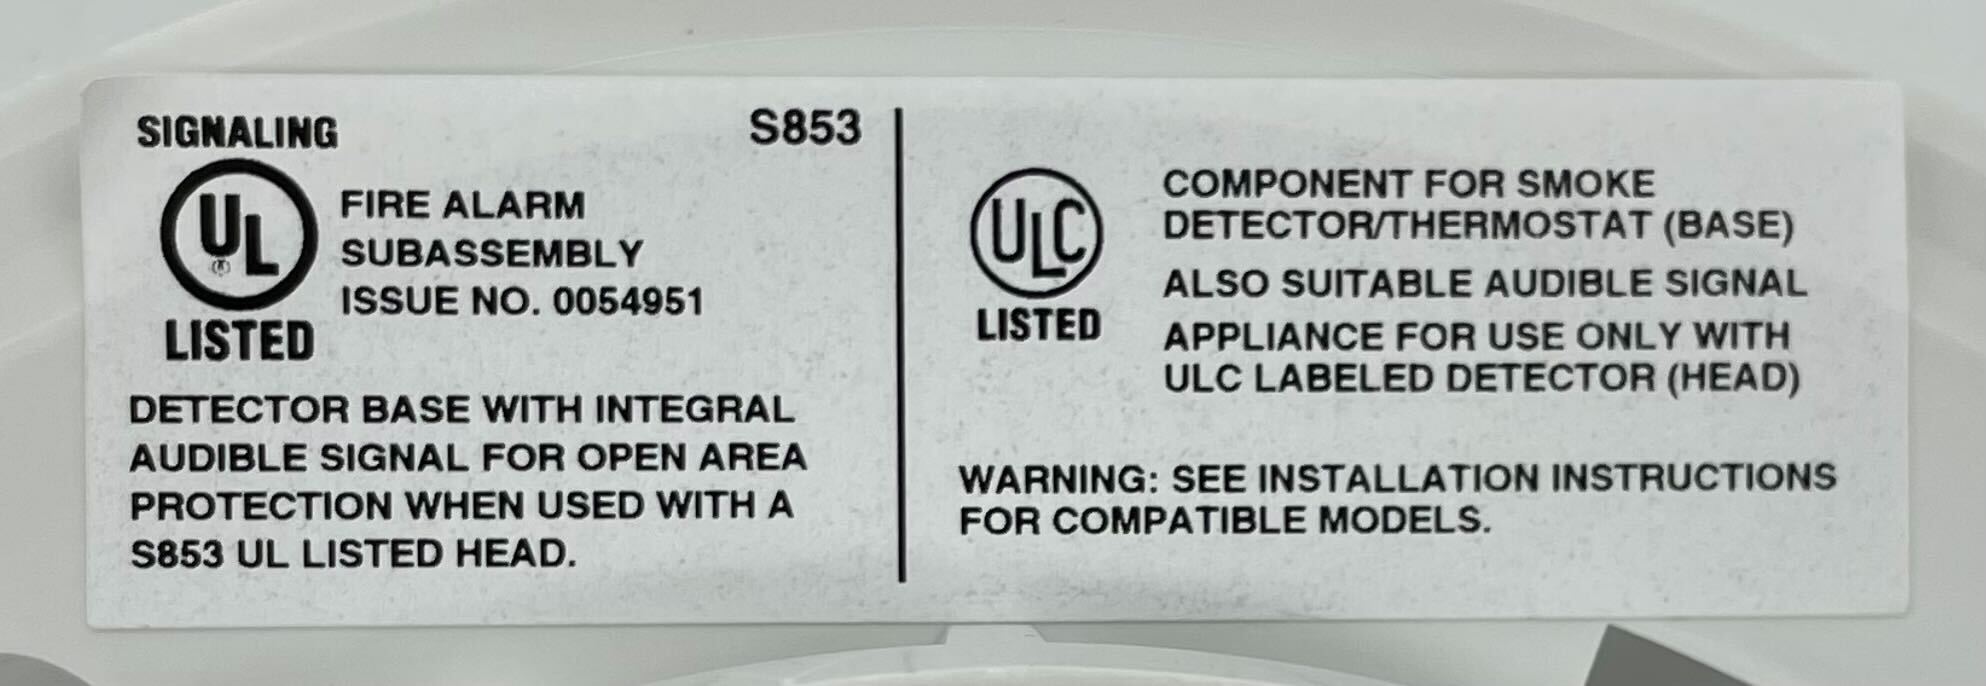 SIGNALING
S853
UL
®
LISTED
FIRE ALARM
SUBASSEMBLY
ISSUE NO. 0054951
DETECTOR BASE WITH INTEGRAL
AUDIBLE SIGNAL FOR OPEN AREA
PROTECTION WHEN USED WITH A
S853 UL LISTED HEAD.
ULC
LISTED
COMPONENT FOR SMOKE
DETECTOR/THERMOSTAT (BASE)
ALSO SUITABLE AUDIBLE SIGNAL
APPLIANCE FOR USE ONLY WITH
ULC LABELED DETECTOR (HEAD)
WARNING: SEE INSTALLATION INSTRUCTIONS
FOR COMPATIBLE MODELS.